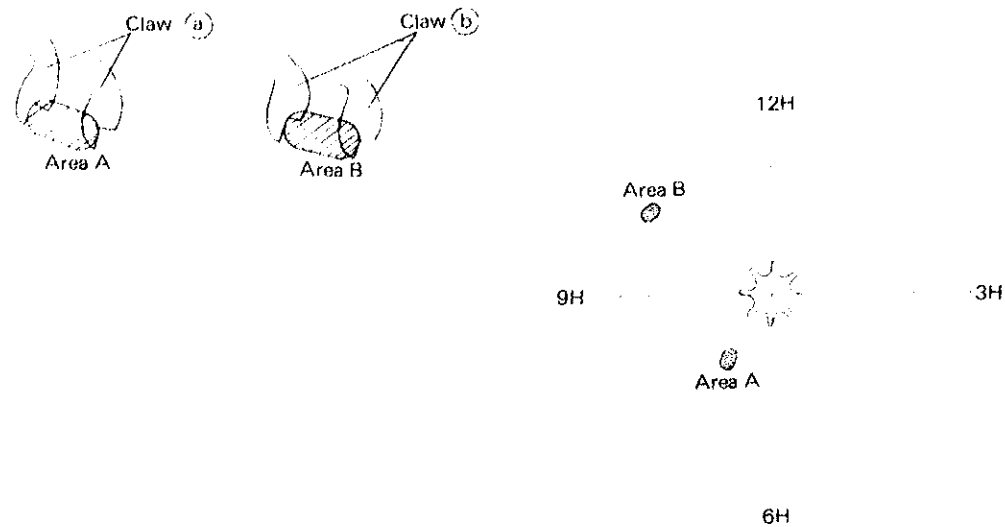 Claw (a)
Claw (b)
Area A
Area B
12H
Area B
9H
3H
Area A
6H